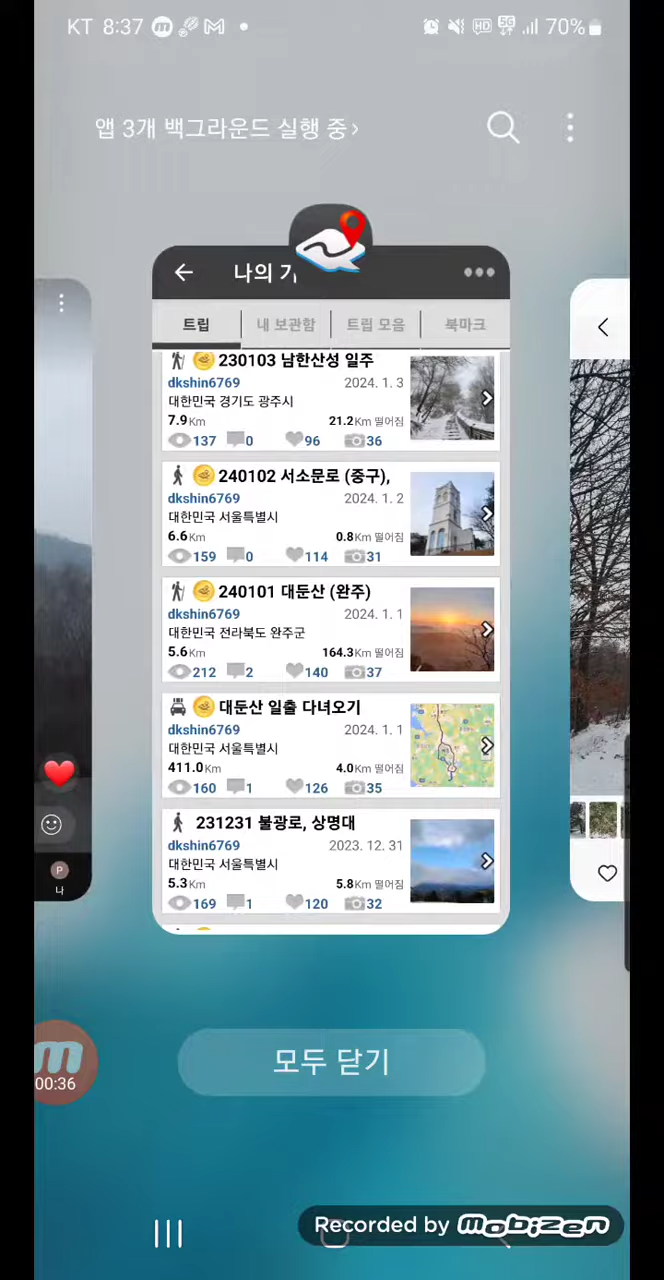 KT 8:37
HD 5G 70%
앱 3개 백그라운드 실행 중>
나의 기
트립
내 보관함
트립 모음
북마크
230103 남한산성 일주
dkshin6769 2024. 1. 3
대한민국 경기도 광주시
7.9Km 21.2Km 떨어짐
137 0 96 36
240102 서소문로 (중구),
dkshin6769 2024. 1. 2
대한민국 서울특별시
6.6Km 0.8Km 떨어짐
159 0 114 31
240101 대둔산 (완주)
dkshin6769 2024. 1. 1
대한민국 전라북도 완주군
5.6Km 164.3Km 떨어짐
212 2 140 37
대둔산 일출 다녀오기
dkshin6769 2024. 1. 1
대한민국 서울특별시
411.0Km 4.0Km 떨어짐
160 1 126 35
231231 불광로, 상명대
dkshin6769 2023. 12. 31
대한민국 서울특별시
5.3Km 5.8Km 떨어짐
169 1 120 32
P
나
m
00:36
모두 닫기
Recorded by mobizen